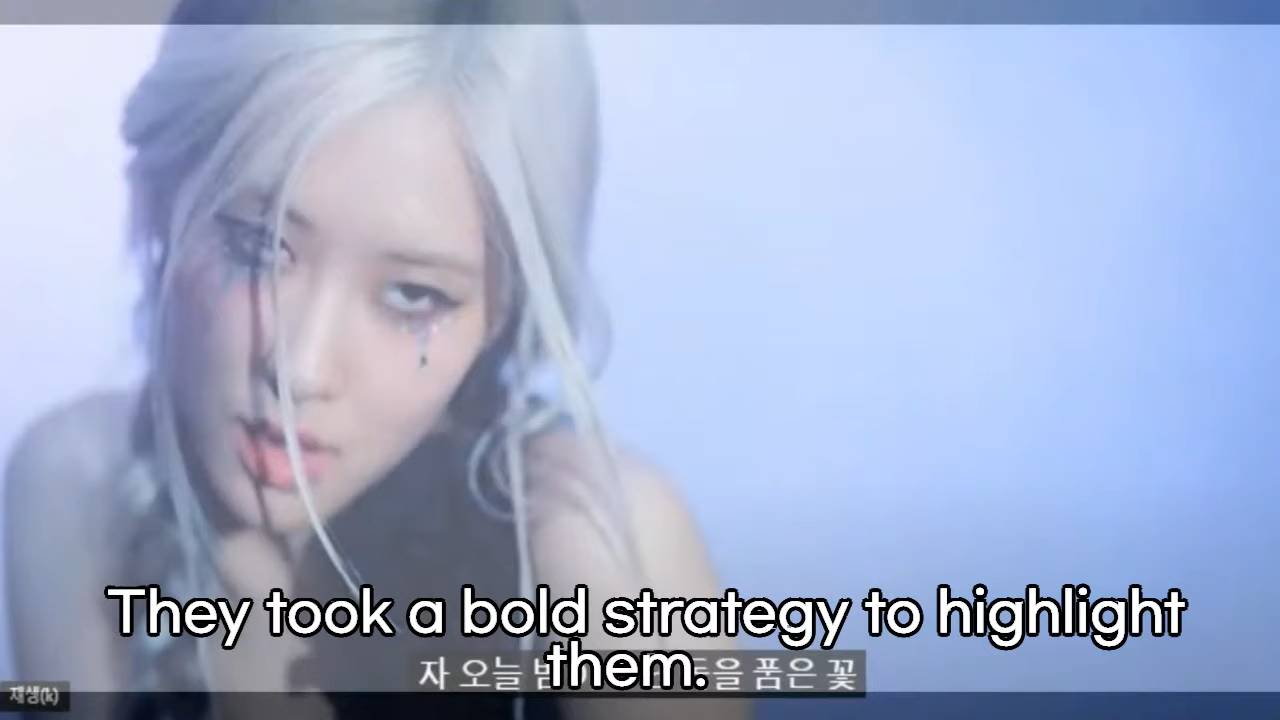 They took a bold strategy to highlight
them.
자 오늘 밤 을 품은 꽃
재생(k)